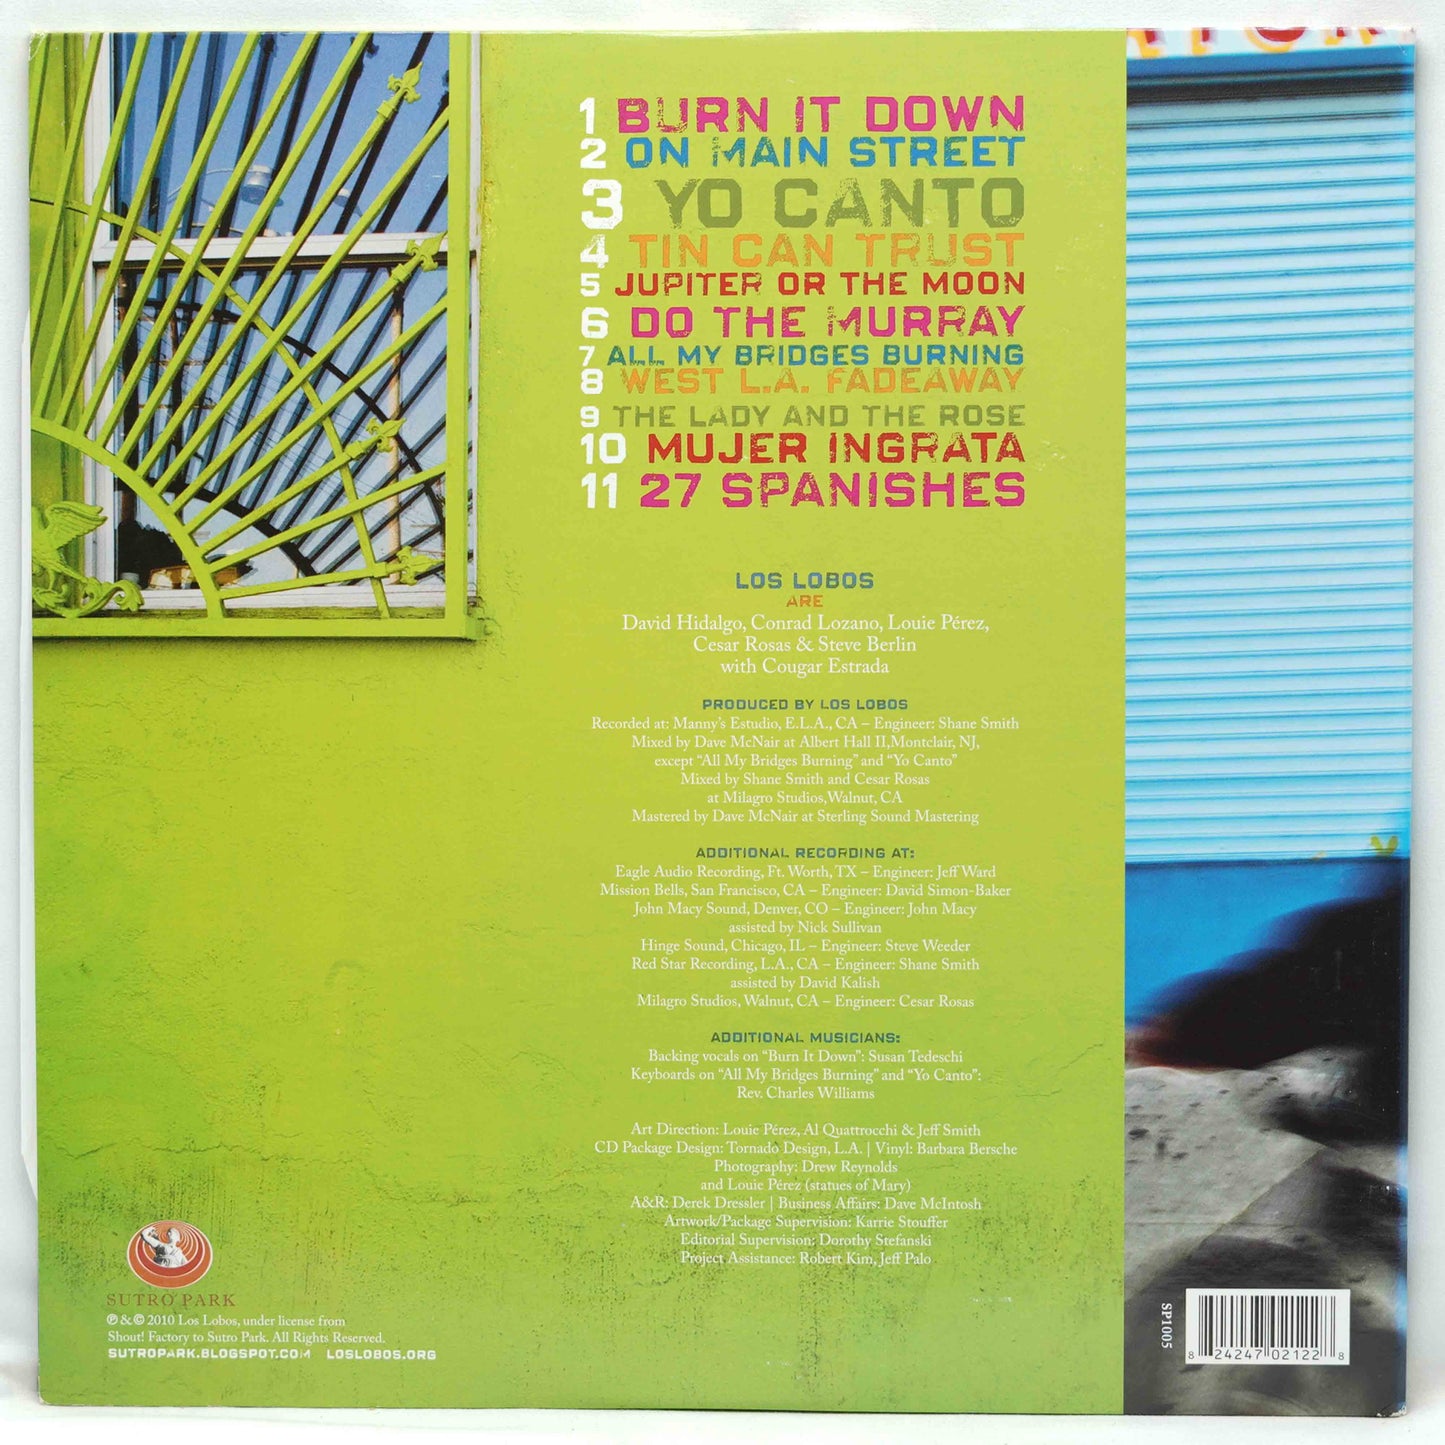 1 BURN IT DOWN
2 ON MAIN STREET
3 YO CANTO
4 TIN CAN TRUST
5 JUPITER OR THE MOON
6 DO THE MURRAY
7 ALL MY BRIDGES BURNING
8 WEST L.A. FADEAWAY
9 THE LADY AND THE ROSE
10 MUJER INGRATA
11 27 SPANISHES
LOS LOBOS
ARE
David Hidalgo, Conrad Lozano, Louie Pérez,
Cesar Rosas & Steve Berlin
with Cougar Estrada
PRODUCED BY LOS LOBOS
Recorded at: Manny's Estudio, E.L.A., CA – Engineer: Shane Smith
Mixed by Dave McNair at Albert Hall II,Montclair, NJ,
except "All My Bridges Burning" and "Yo Canto"
Mixed by Shane Smith and Cesar Rosas
at Milagro Studios,Walnut, CA
Mastered by Dave McNair at Sterling Sound Mastering
ADDITIONAL RECORDING AT:
Eagle Audio Recording, Ft. Worth, TX – Engineer: Jeff Ward
Mission Bells, San Francisco, CA – Engineer: David Simon-Baker
John Macy Sound, Denver, CO – Engineer: John Macy
assisted by Nick Sullivan
Hinge Sound, Chicago, IL – Engineer: Steve Weeder
Red Star Recording, L.A., CA – Engineer: Shane Smith
assisted by David Kalish
Milagro Studios, Walnut, CA – Engineer: Cesar Rosas
ADDITIONAL MUSICIANS:
Backing vocals on "Burn It Down": Susan Tedeschi
Keyboards on "All My Bridges Burning" and "Yo Canto":
Rev. Charles Williams
Art Direction: Louie Pérez, Al Quattrocchi & Jeff Smith
CD Package Design: Tornado Design, L.A. | Vinyl: Barbara Bersche
Photography: Drew Reynolds
and Louie Pérez (statues of Mary)
A&R: Derek Dressler | Business Affairs: Dave McIntosh
Artwork/Package Supervision: Karrie Stouffer
Editorial Supervision: Dorothy Stefanski
Project Assistance: Robert Kim, Jeff Palo
SUTRO PARK
℗ & © 2010 Los Lobos, under license from
Shout! Factory to Sutro Park. All Rights Reserved.
SUTROPARK.BLOGSPOT.COM LOSLOBOS.ORG
SP1005
8 24247 02122 8